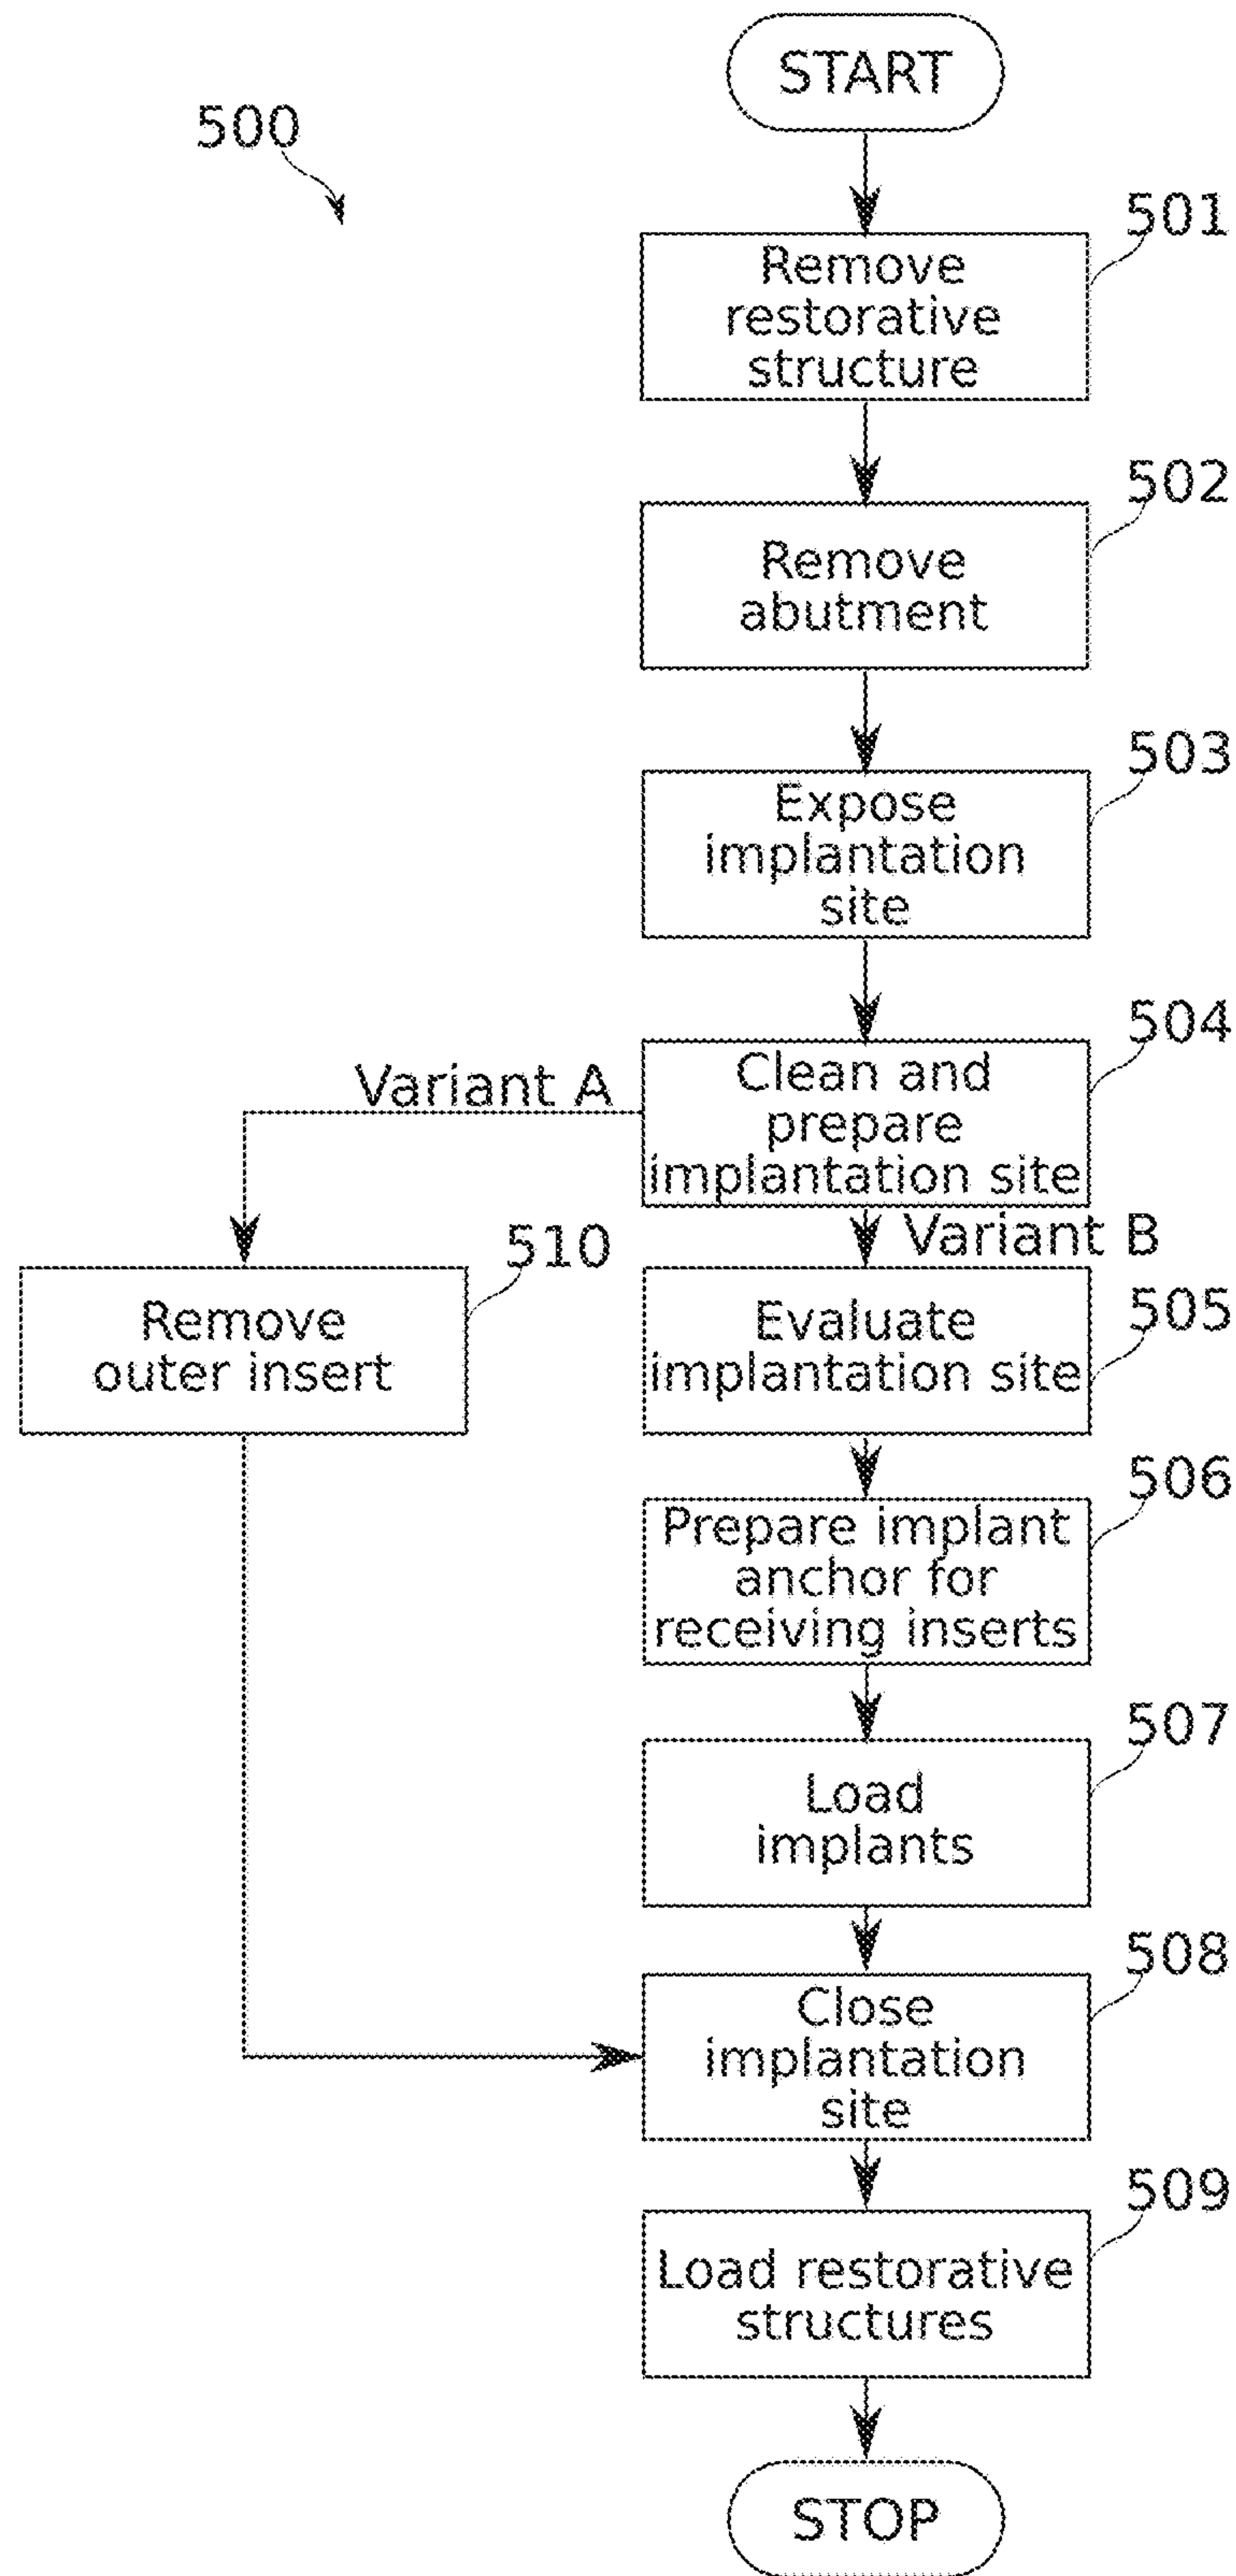 START
500
501
Remove
restorative
structure
502
Remove
abutment
503
Expose
implantation
site
504
Clean and
prepare
implantation site
Variant A
Variant B
510
Remove
outer insert
505
Evaluate
implantation site
506
Prepare implant
anchor for
receiving inserts
507
Load
implants
508
Close
implantation
site
509
Load restorative
structures
STOP